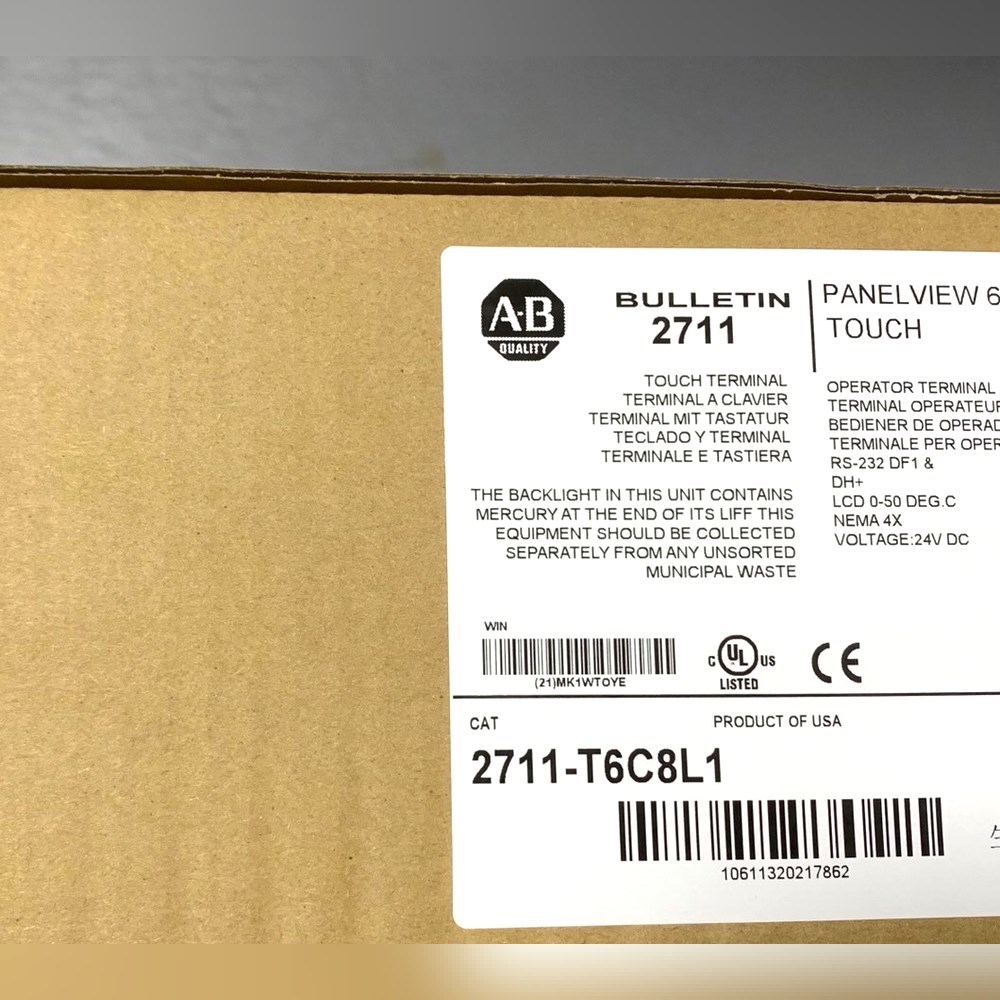 A·B
QUALITY
BULLETIN
2711
PANELVIEW 6
TOUCH
TOUCH TERMINAL
TERMINAL A CLAVIER
TERMINAL MIT TASTATUR
TECLADO Y TERMINAL
TERMINALE E TASTIERA
OPERATOR TERMINAL
TERMINAL OPERATEUR
BEDIENER DE OPERAD
TERMINALE PER OPER
RS-232 DF1 &
DH+
LCD 0-50 DEG.C
NEMA 4X
VOLTAGE:24V DC
THE BACKLIGHT IN THIS UNIT CONTAINS
MERCURY AT THE END OF ITS LIFF THIS
EQUIPMENT SHOULD BE COLLECTED
SEPARATELY FROM ANY UNSORTED
MUNICIPAL WASTE
WIN
(21)MK1WTOYE
C UL US
LISTED
CE
CAT
PRODUCT OF USA
2711-T6C8L1
10611320217862